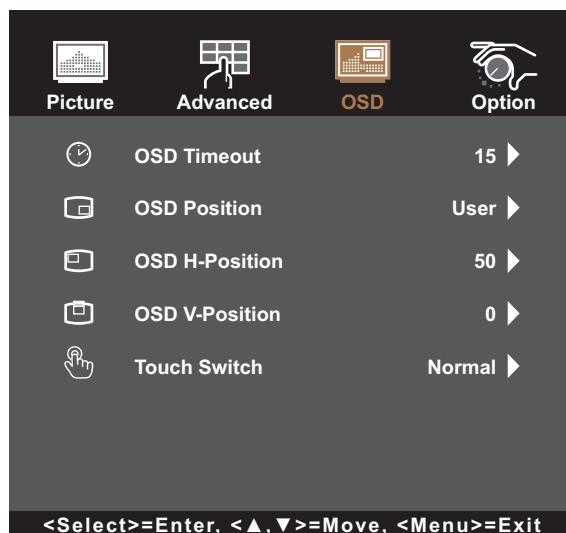 Picture Advanced OSD Option
OSD Timeout 15
OSD Position User
OSD H-Position 50
OSD V-Position 0
Touch Switch Normal
<Select>=Enter, <▲,▼>=Move, <Menu>=Exit